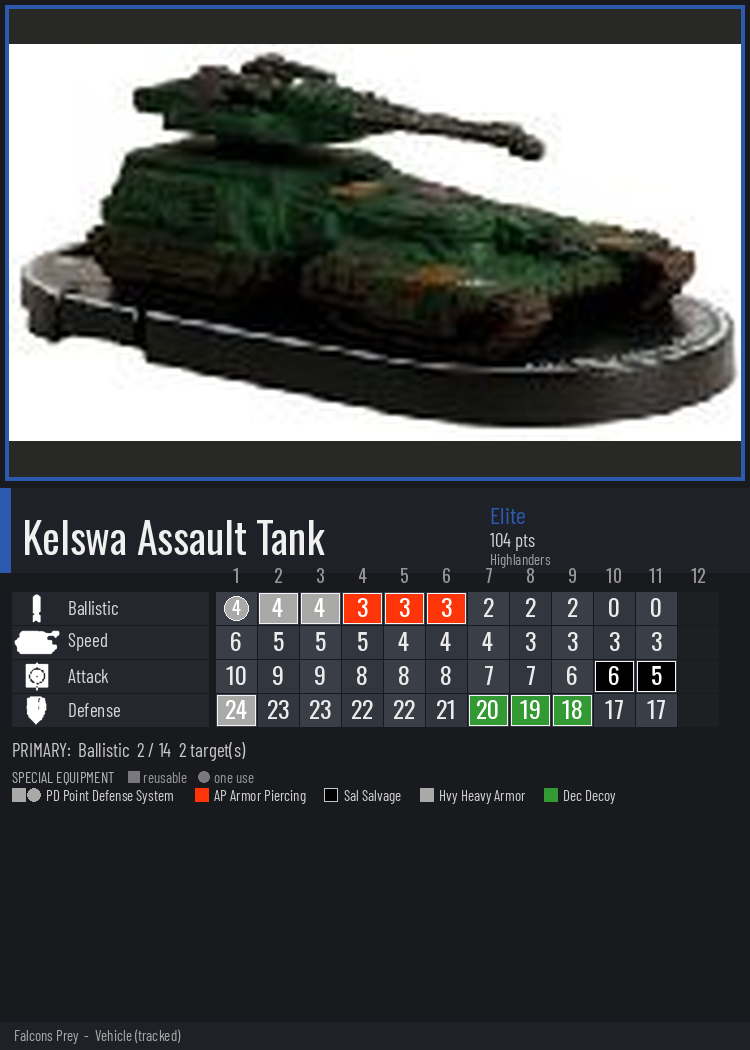 Kelswa Assault Tank
Elite
104 pts
Highlanders
1 2 3 4 5 6 7 8 9 10 11 12
Ballistic 4 4 4 3 3 3 2 2 2 0 0
Speed 6 5 5 5 4 4 4 3 3 3 3
Attack 10 9 9 8 8 8 7 7 6 6 5
Defense 24 23 23 22 22 21 20 19 18 17 17
PRIMARY: Ballistic 2 / 14 2 target(s)
SPECIAL EQUIPMENT reusable one use
PD Point Defense System AP Armor Piercing Sal Salvage Hvy Heavy Armor Dec Decoy
Falcons Prey - Vehicle (tracked)